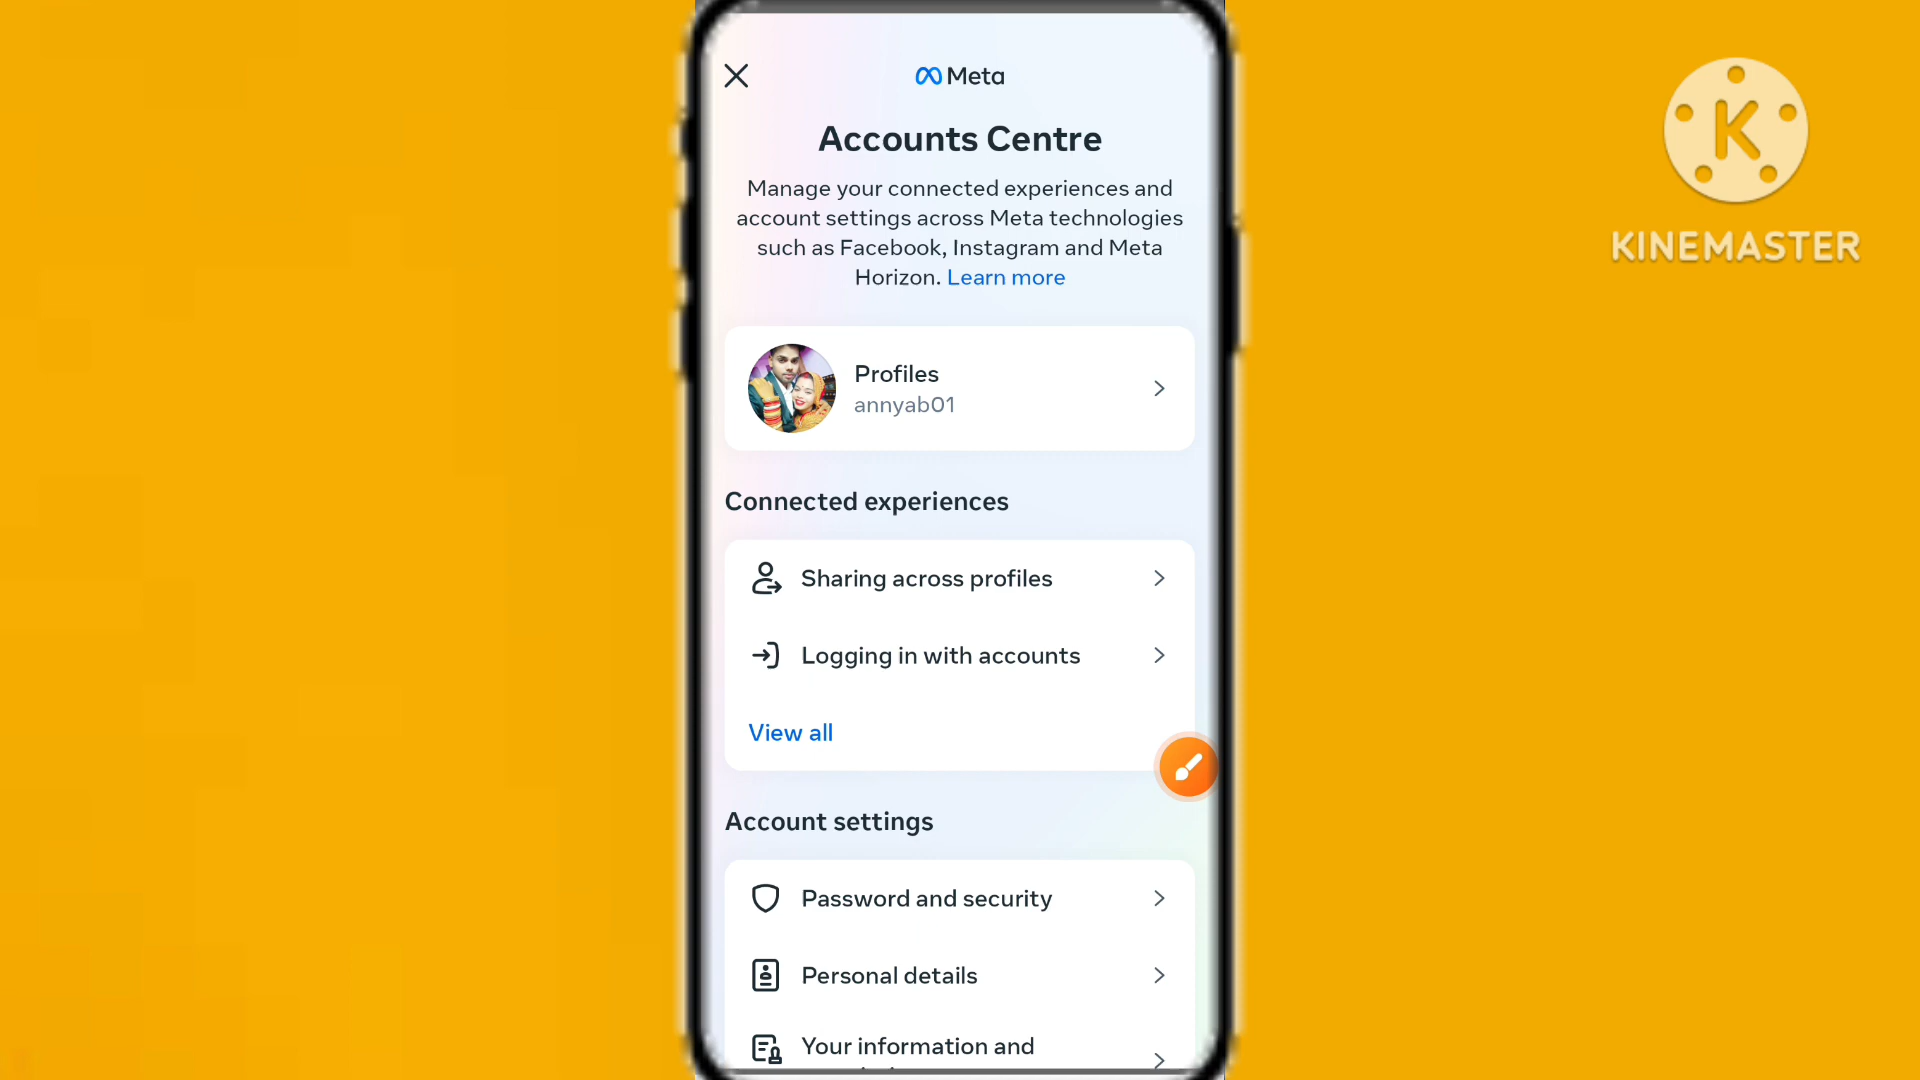 Meta
Accounts Centre
Manage your connected experiences and
account settings across Meta technologies
such as Facebook, Instagram and Meta
Horizon. Learn more
Profiles
annyab01
Connected experiences
Sharing across profiles
Logging in with accounts
View all
Account settings
Password and security
Personal details
Your information and
K
KINEMASTER